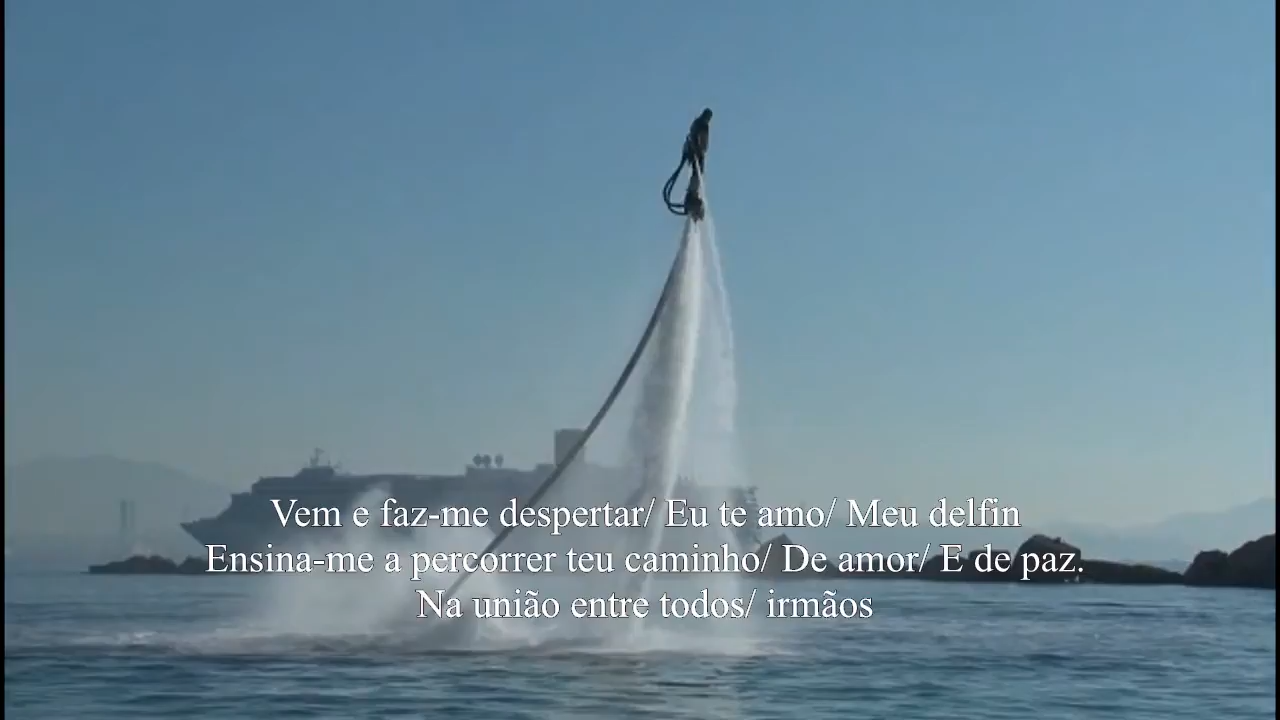 Vem e faz-me despertar/ Eu te amo/ Meu delfin
Ensina-me a percorrer teu caminho/ De amor/ E de paz.
Na união entre todos/ irmãos